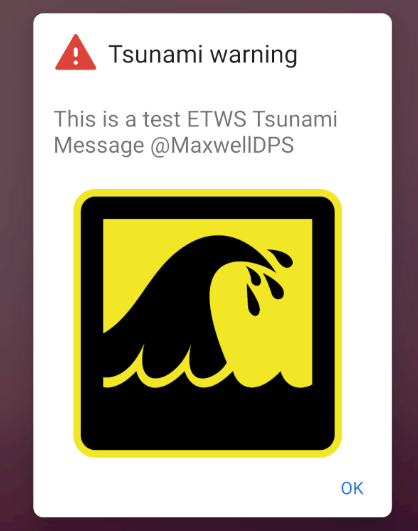 Tsunami warning
This is a test ETWS Tsunami
Message @MaxwellDPS
OK